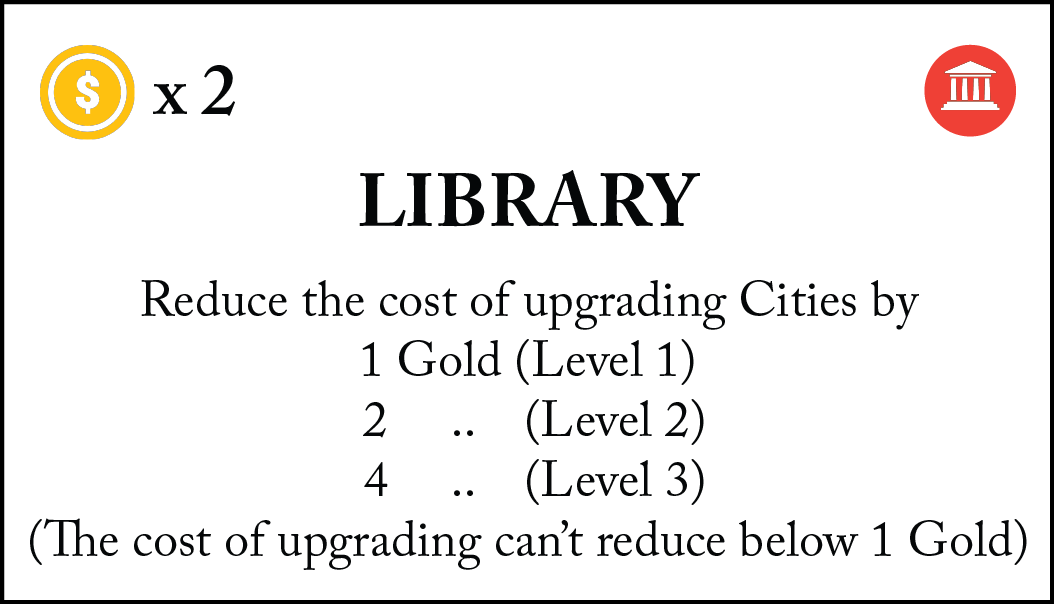 $ x 2
LIBRARY
Reduce the cost of upgrading Cities by
1 Gold (Level 1)
2 .. (Level 2)
4 .. (Level 3)
(The cost of upgrading can’t reduce below 1 Gold)